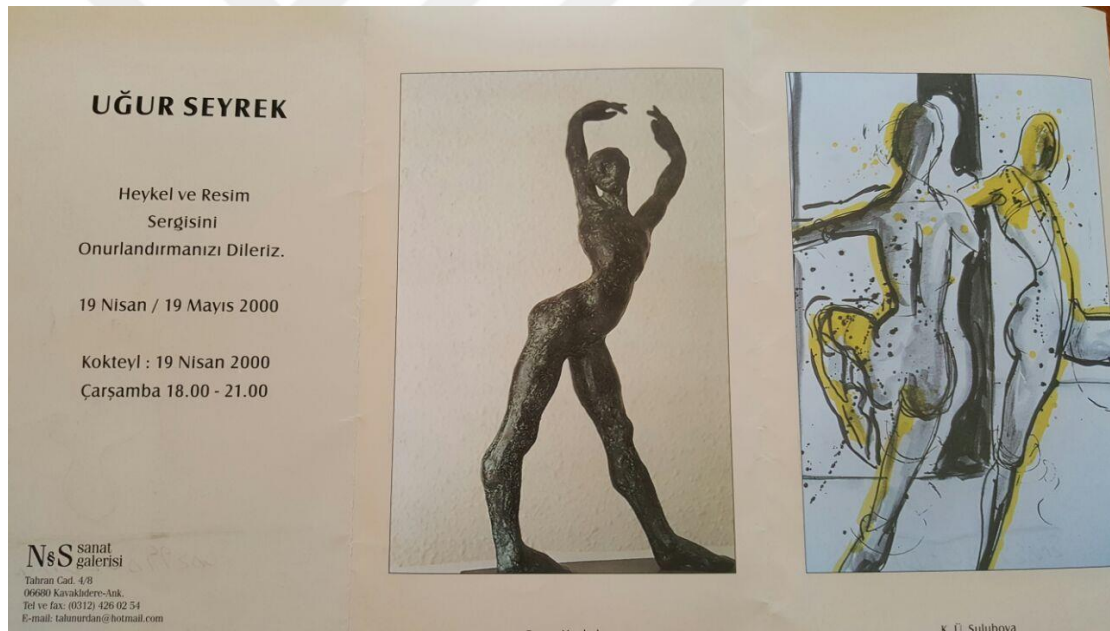 UĞUR SEYREK
Heykel ve Resim
Sergisini
Onurlandırmanızı Dileriz.
19 Nisan / 19 Mayıs 2000
Kokteyl : 19 Nisan 2000
Çarşamba 18.00 - 21.00
N§S sanat
galerisi
Tahran Cad. 4/8
06680 Kavaklıdere-Ank.
Tel ve fax: (0312) 426 02 54
E-mail: talunurdan@hotmail.com
K. Ü. Suluboya